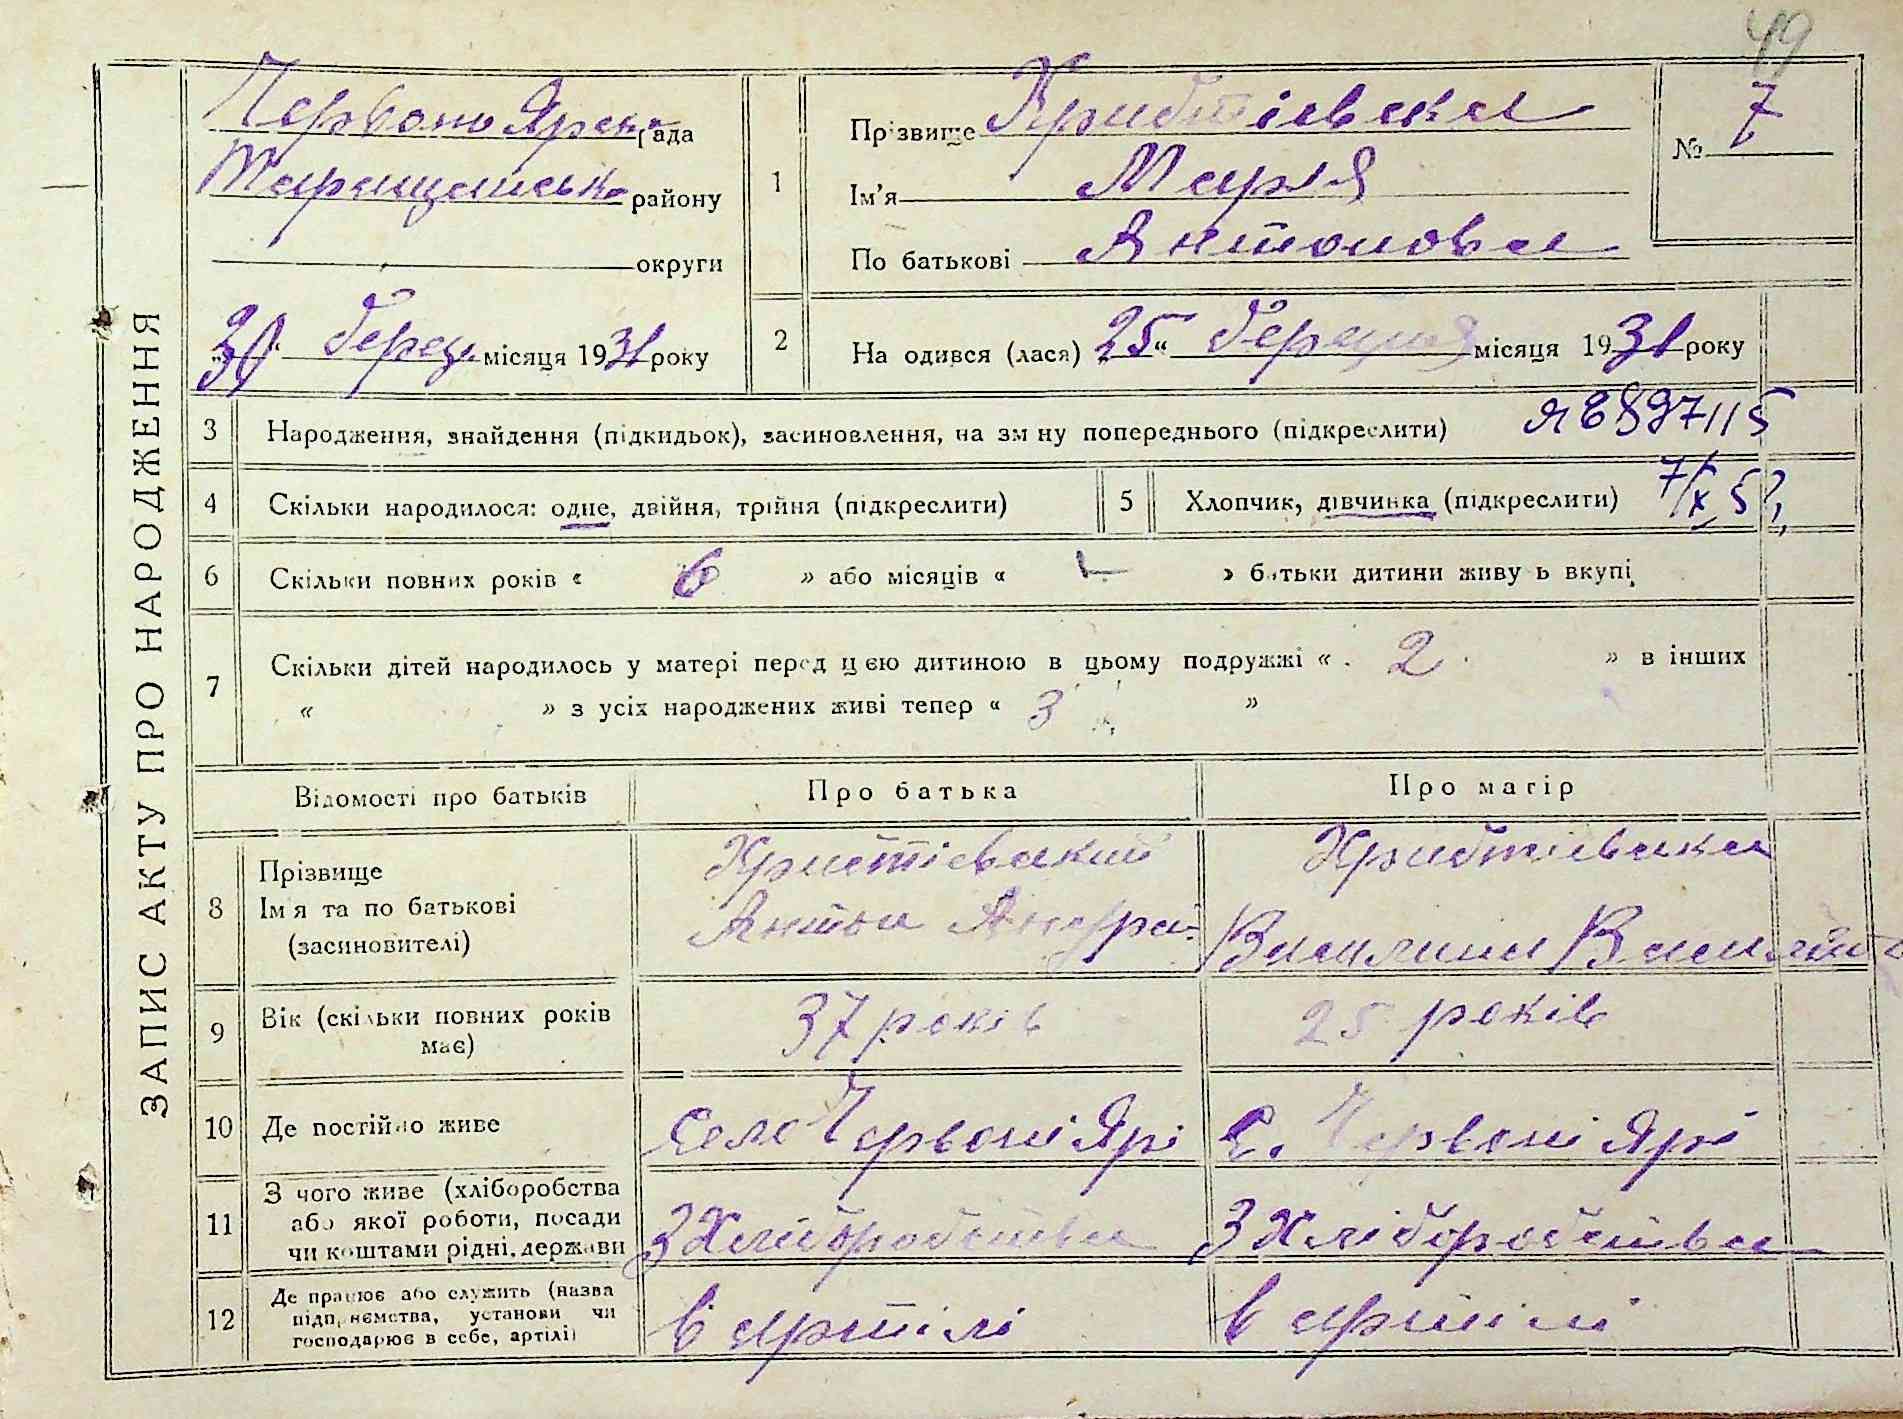 49
ЗАПИС АКТУ ПРО НАРОДЖЕННЯ
Червоно Ярська рада
Таращансько району
округи
„30“ берез місяця 1931 року
1
Прізвище Христієвска
Ім'я Марія
По батькові Антонова
№ 7
2
На одився (лася) „25“ березня місяця 1931 року
3 Народження, знайдення (підкидьок), засиновлення, на зм ну попереднього (підкреслити)
4 Скільки народилося: одне, двійня, трійня (підкреслити)
5 Хлопчик, дівчинка (підкреслити)
6 Скільки повних років « 6 » або місяців « — » батьки дитини живу ь вкупі
7 Скільки дітей народилось у матері перед цею дитиною в цьому подружжі « 2 » в інших
« » з усіх народжених живі тепер « 3 »
Відомості про батьків Про батька Про матір
8 Прізвище
Ім'я та по батькові
(засиновителі)
Христієвский
Антон Андрєй
Христієвска
Василина Василів
9 Вік (скільки повних років
має)
37 років 25 років
10 Де постійно живе Село Червоні Ярі С. Червоні Ярі
11 З чого живе (хліборобства
або якої роботи, посади
чи коштами рідні, держави
З Хліборобства З Хліборобства
12 Де працює або служить (назва
підприємства, установи чи
господарює в себе, артілі)
в артілі в артілі